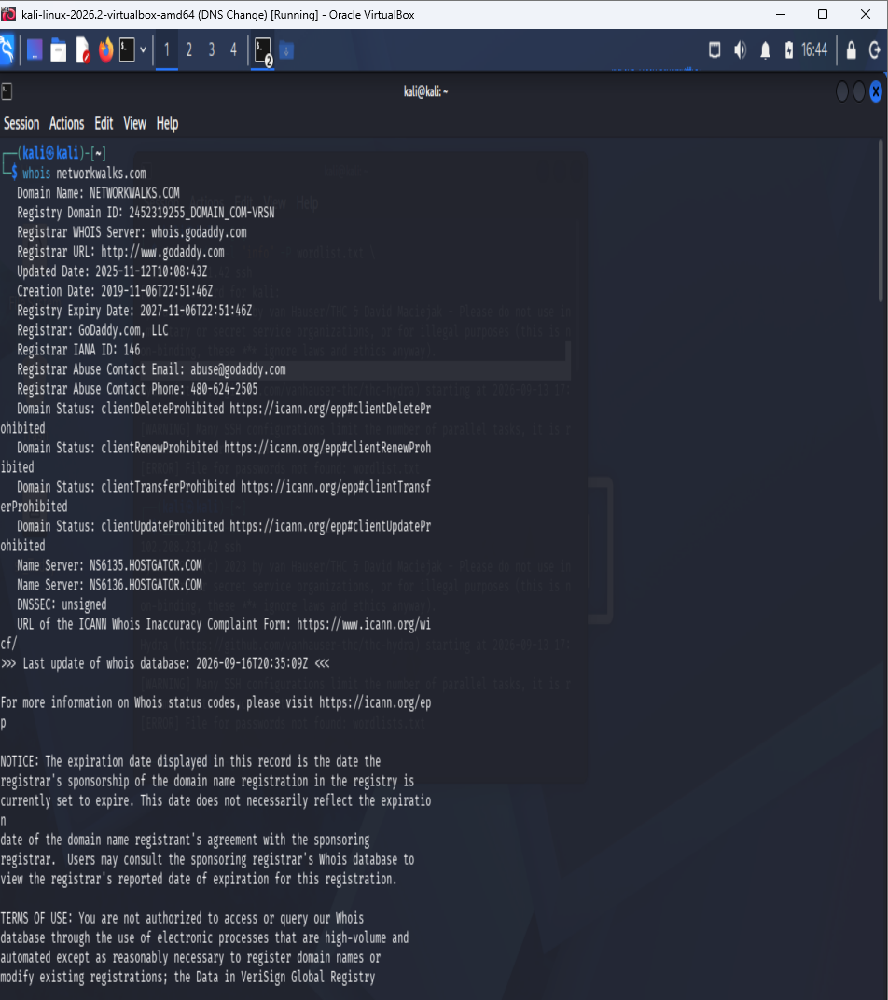 kali-linux-2026.2-virtualbox-amd64 (DNS Change) [Running] - Oracle VirtualBox
1 2 3 4 2 16:44
kali@kali: ~
Session Actions Edit View Help
(kali㉿kali)-[~]
$ whois networkwalks.com
Domain Name: NETWORKWALKS.COM
Registry Domain ID: 2452319255_DOMAIN_COM-VRSN
Registrar WHOIS Server: whois.godaddy.com
Registrar URL: http://www.godaddy.com
Updated Date: 2025-11-12T10:08:43Z
Creation Date: 2019-11-06T22:51:46Z
Registry Expiry Date: 2027-11-06T22:51:46Z
Registrar: GoDaddy.com, LLC
Registrar IANA ID: 146
Registrar Abuse Contact Email: abuse@godaddy.com
Registrar Abuse Contact Phone: 480-624-2505
Domain Status: clientDeleteProhibited https://icann.org/epp#clientDeletePr
ohibited
Domain Status: clientRenewProhibited https://icann.org/epp#clientRenewProh
ibited
Domain Status: clientTransferProhibited https://icann.org/epp#clientTransf
erProhibited
Domain Status: clientUpdateProhibited https://icann.org/epp#clientUpdatePr
ohibited
Name Server: NS6135.HOSTGATOR.COM
Name Server: NS6136.HOSTGATOR.COM
DNSSEC: unsigned
URL of the ICANN Whois Inaccuracy Complaint Form: https://www.icann.org/wi
cf/
>>> Last update of whois database: 2026-09-16T20:35:09Z <<<
For more information on Whois status codes, please visit https://icann.org/ep
p
NOTICE: The expiration date displayed in this record is the date the
registrar's sponsorship of the domain name registration in the registry is
currently set to expire. This date does not necessarily reflect the expiratio
n
date of the domain name registrant's agreement with the sponsoring
registrar.  Users may consult the sponsoring registrar's Whois database to
view the registrar's reported date of expiration for this registration.
TERMS OF USE: You are not authorized to access or query our Whois
database through the use of electronic processes that are high-volume and
automated except as reasonably necessary to register domain names or
modify existing registrations; the Data in VeriSign Global Registry